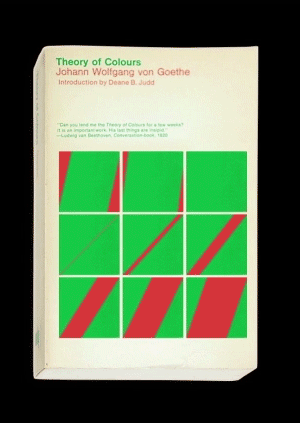 Theory of Colours
Johann Wolfgang von Goethe
Introduction by Deane B. Judd
"Can you lend me the Theory of Colours for a few weeks?
It is an important work. His last things are insipid."
—Ludwig van Beethoven, Conversation-book, 1820